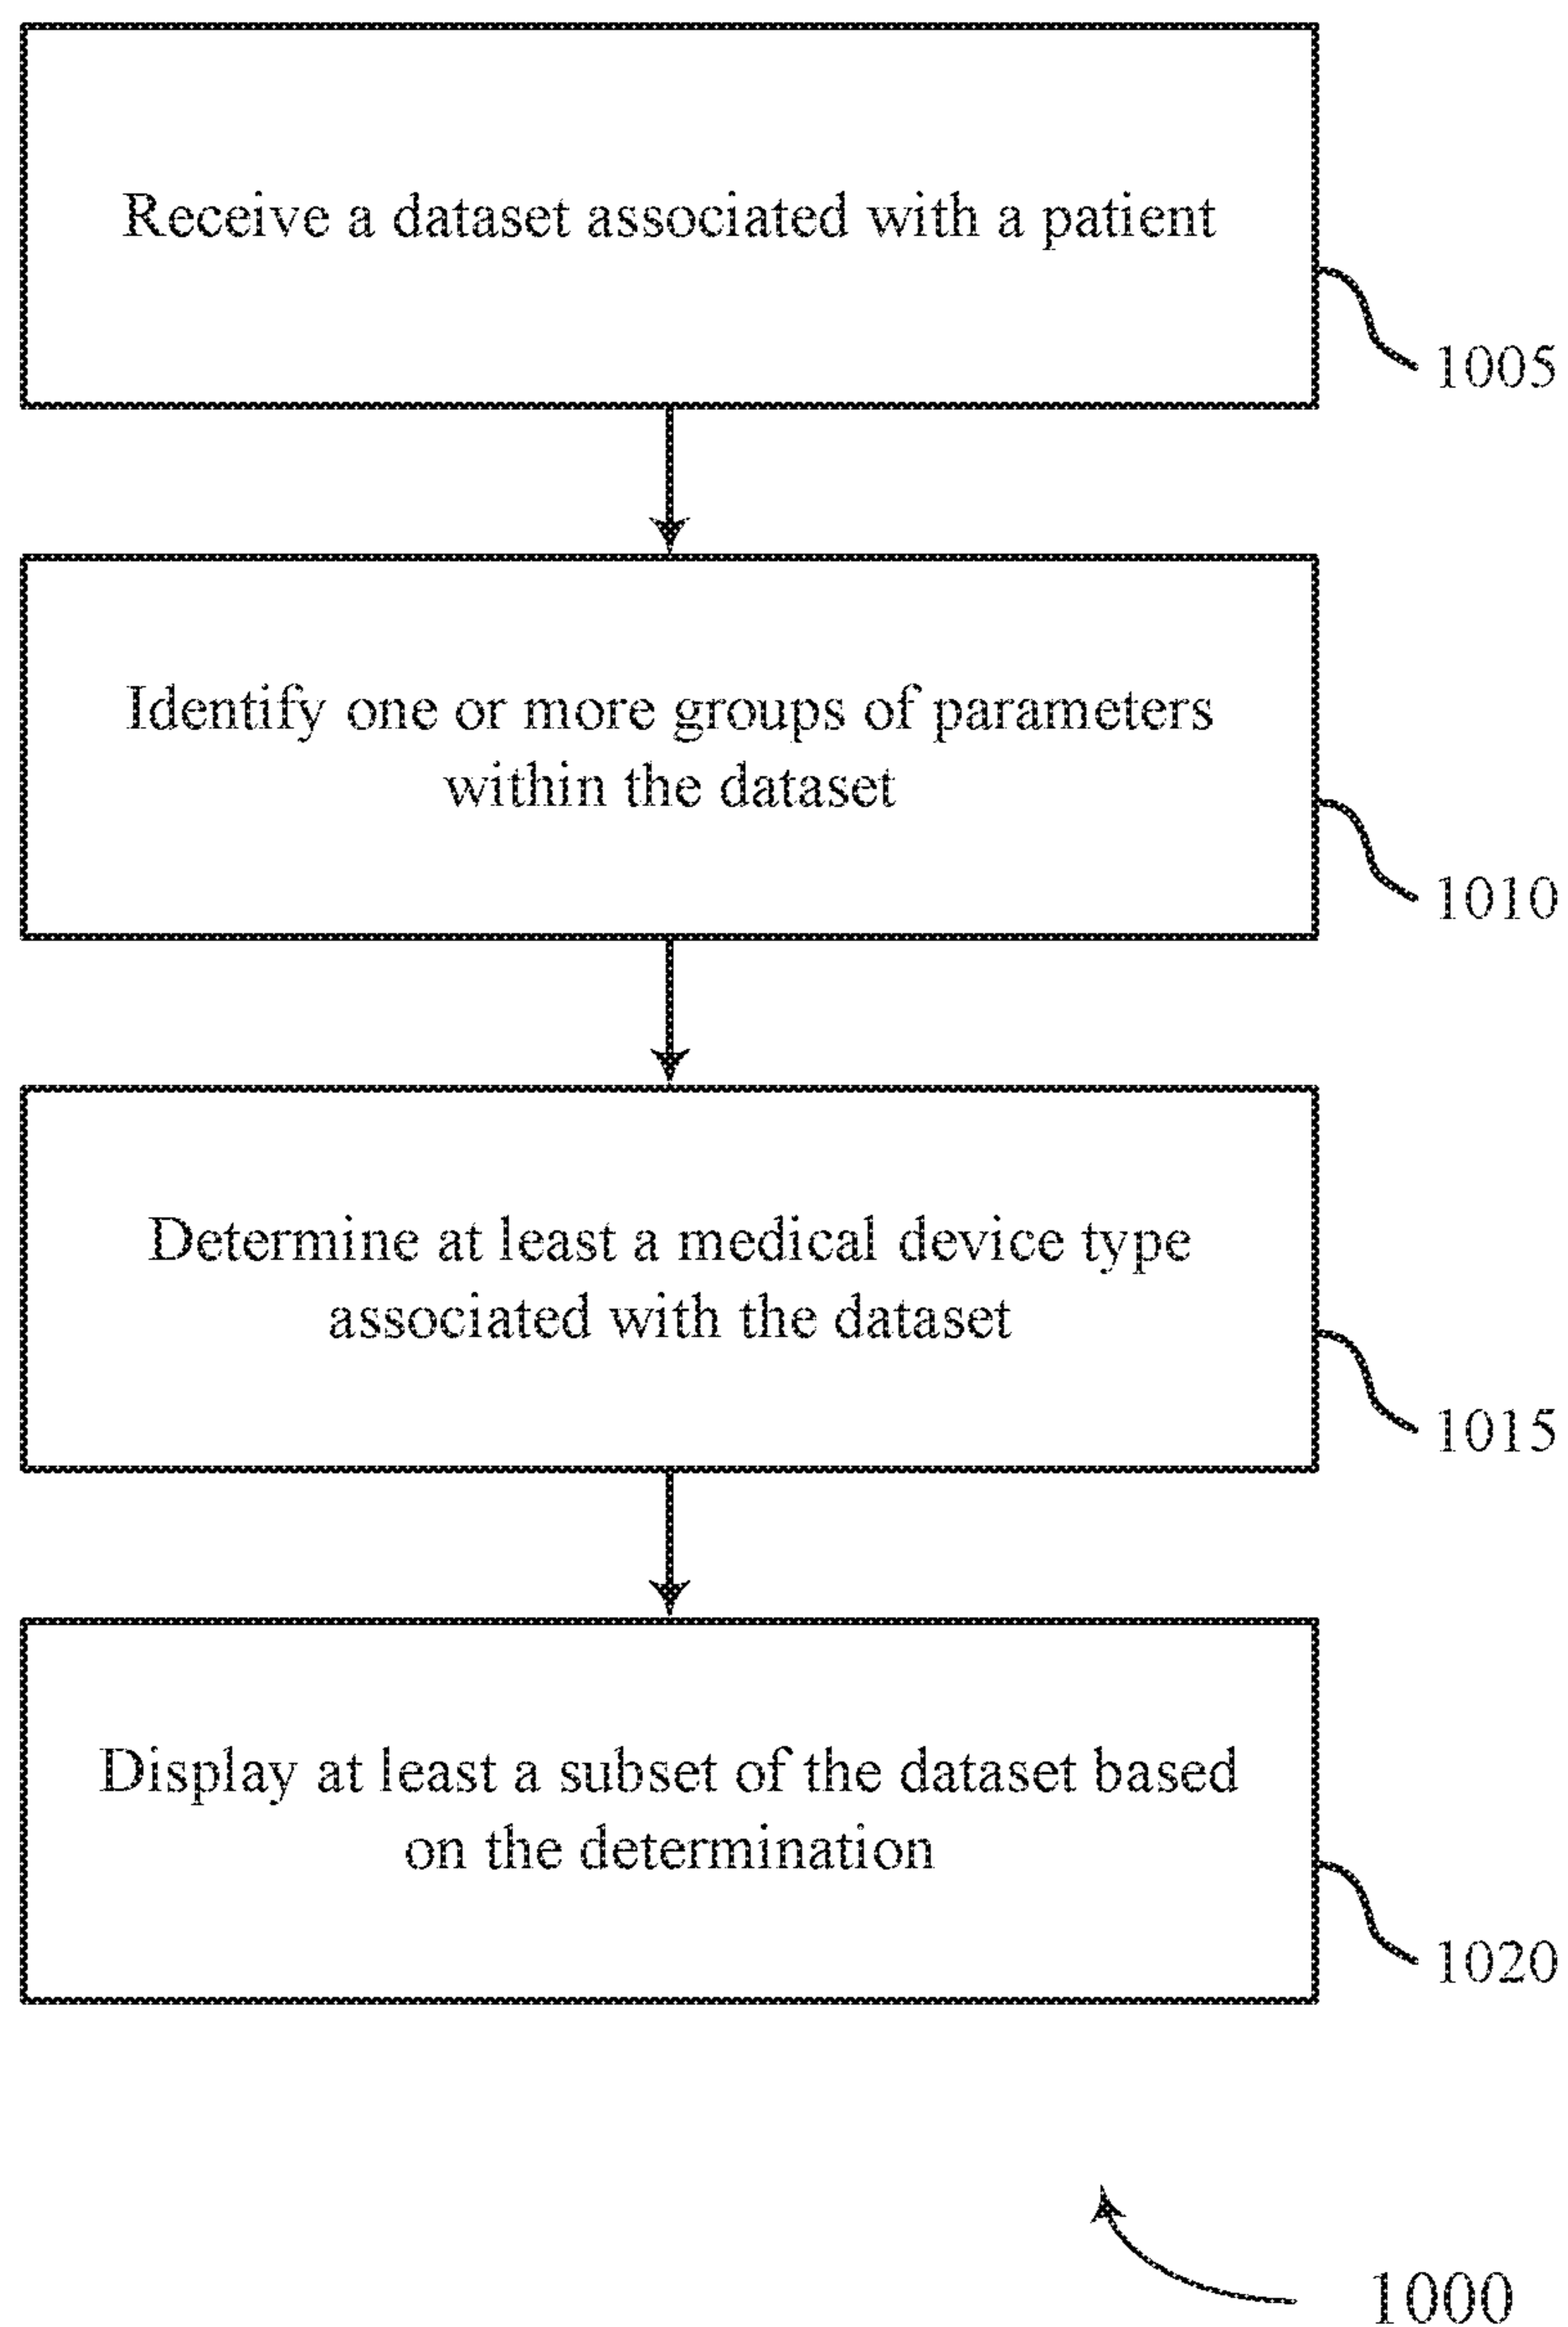 Receive a dataset associated with a patient
1005
Identify one or more groups of parameters
within the dataset
1010
Determine at least a medical device type
associated with the dataset
1015
Display at least a subset of the dataset based
on the determination
1020
1000